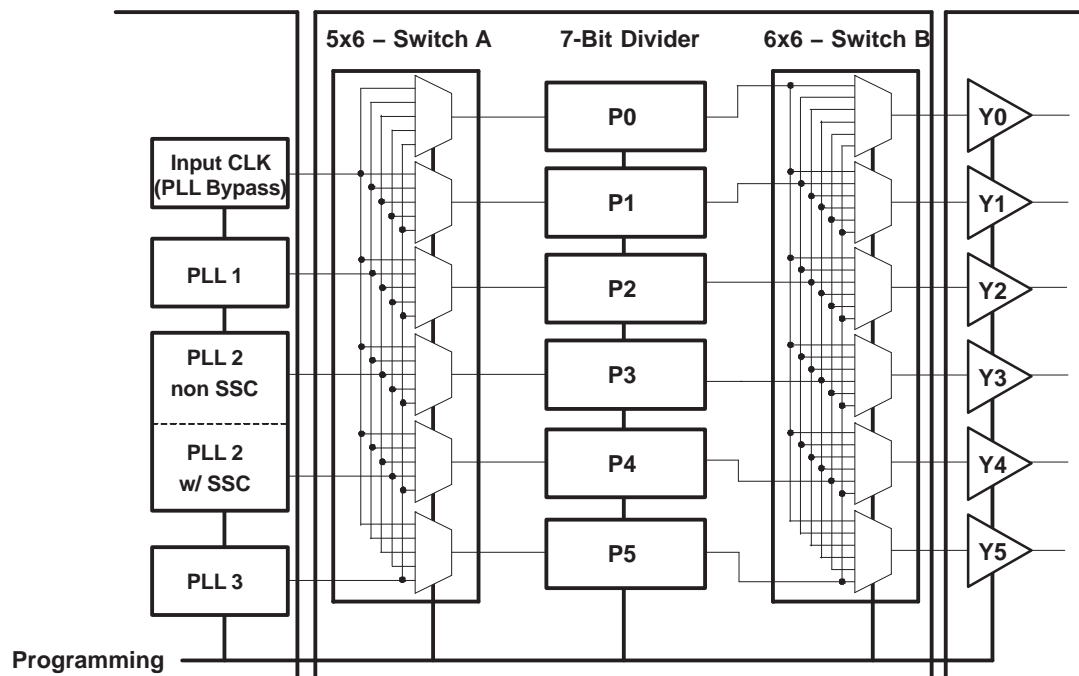 5x6 – Switch A
7-Bit Divider
6x6 – Switch B
Input CLK
(PLL Bypass)
PLL 1
PLL 2
non SSC
PLL 2
w/ SSC
PLL 3
P0
P1
P2
P3
P4
P5
Y0
Y1
Y2
Y3
Y4
Y5
Programming